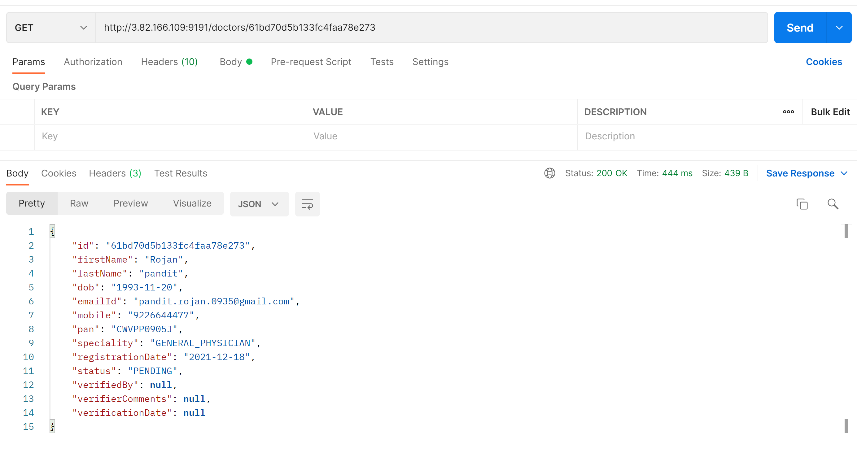 GET http://3.82.166.109:9191/doctors/61bd70d5b133fc4faa78e273 Send
Params Authorization Headers (10) Body Pre-request Script Tests Settings Cookies
Query Params
KEY VALUE DESCRIPTION ooo Bulk Edit
Key Value Description
Body Cookies Headers (3) Test Results Status: 200 OK Time: 444 ms Size: 439 B Save Response
Pretty Raw Preview Visualize JSON
1 {
2 "id": "61bd70d5b133fc4faa78e273",
3 "firstName": "Rojan",
4 "lastName": "pandit",
5 "dob": "1993-11-20",
6 "emailId": "pandit.rojan.0935@gmail.com",
7 "mobile": "9226644477",
8 "pan": "CWVPP0905J",
9 "speciality": "GENERAL_PHYSICIAN",
10 "registrationDate": "2021-12-18",
11 "status": "PENDING",
12 "verifiedBy": null,
13 "verifierComments": null,
14 "verificationDate": null
15 }